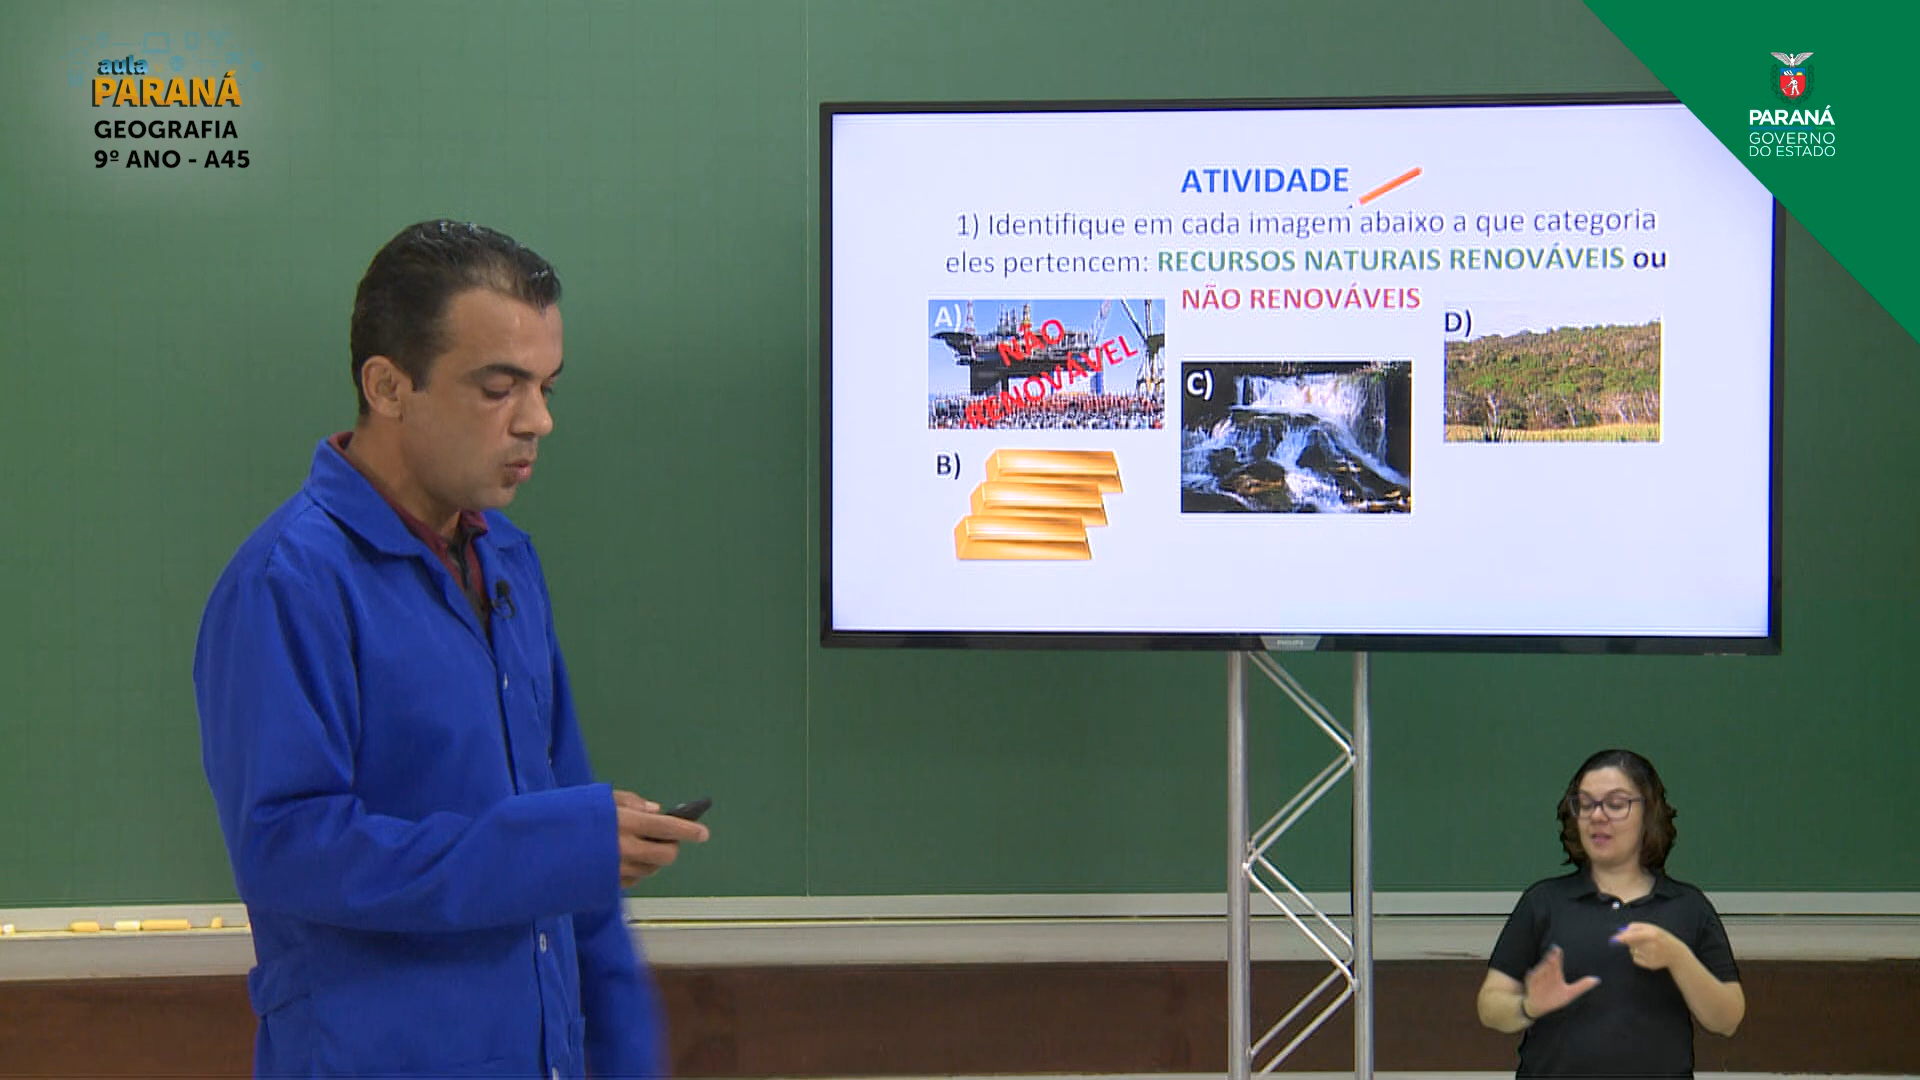 aula
PARANÁ
GEOGRAFIA
9º ANO - A45
PARANÁ
GOVERNO
DO ESTADO
ATIVIDADE
1) Identifique em cada imagem abaixo a que categoria
eles pertencem: RECURSOS NATURAIS RENOVÁVEIS ou
NÃO RENOVÁVEIS
A)
NÃO
RENOVÁVEL
B)
C)
D)
PHILIPS